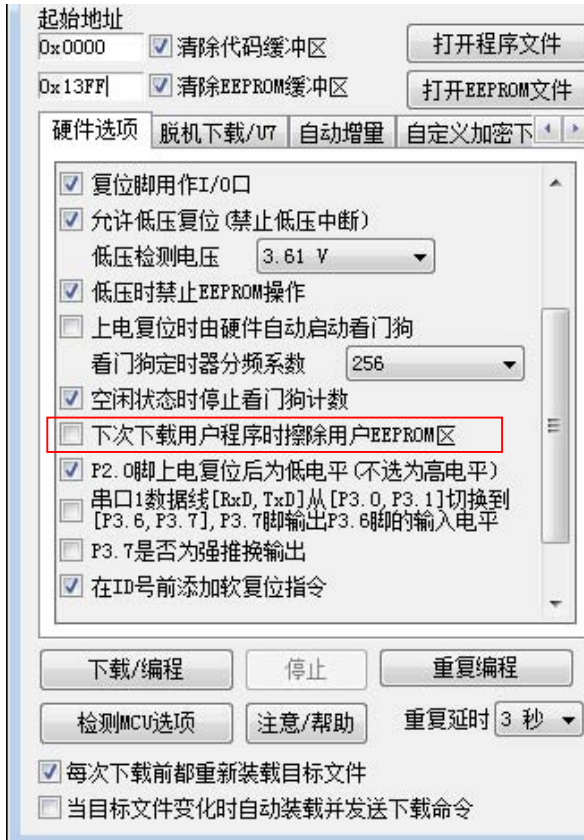 起始地址
0x0000 清除代码缓冲区 打开程序文件
0x13FF 清除EEPROM缓冲区 打开EEPROM文件
硬件选项 脱机下载/U7 自动增量 自定义加密下
复位脚用作I/O口
允许低压复位(禁止低压中断)
低压检测电压 3.61 V
低压时禁止EEPROM操作
上电复位时由硬件自动启动看门狗
看门狗定时器分频系数 256
空闲状态时停止看门狗计数
下次下载用户程序时擦除用户EEPROM区
P2.0脚上电复位后为低电平(不选为高电平)
串口1数据线[RxD,TxD]从[P3.0,P3.1]切换到
[P3.6,P3.7],P3.7脚输出P3.6脚的输入电平
P3.7是否为强推换输出
在ID号前添加软复位指令
下载/编程 停止 重复编程
检测MCU选项 注意/帮助 重复延时 3 秒
每次下载前都重新装载目标文件
当目标文件变化时自动装载并发送下载命令